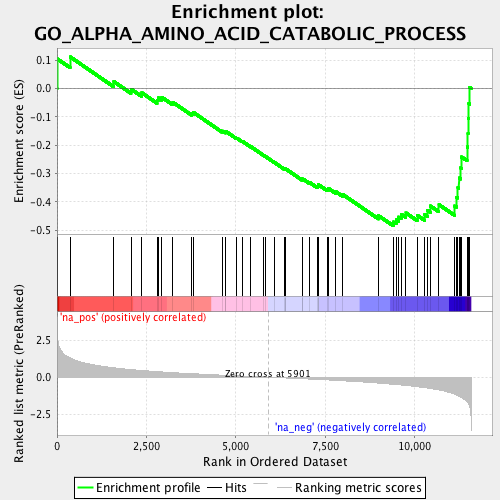 Enrichment plot:
GO_ALPHA_AMINO_ACID_CATABOLIC_PROCESS
Enrichment score (ES)
0.1
0.0
-0.1
-0.2
-0.3
-0.4
-0.5
'na_pos' (positively correlated)
Ranked list metric (PreRanked)
2.5
0.0
-2.5
Zero cross at 5901
'na_neg' (negatively correlated)
0
2,500
5,000
7,500
10,000
Rank in Ordered Dataset
Enrichment profile
Hits
Ranking metric scores